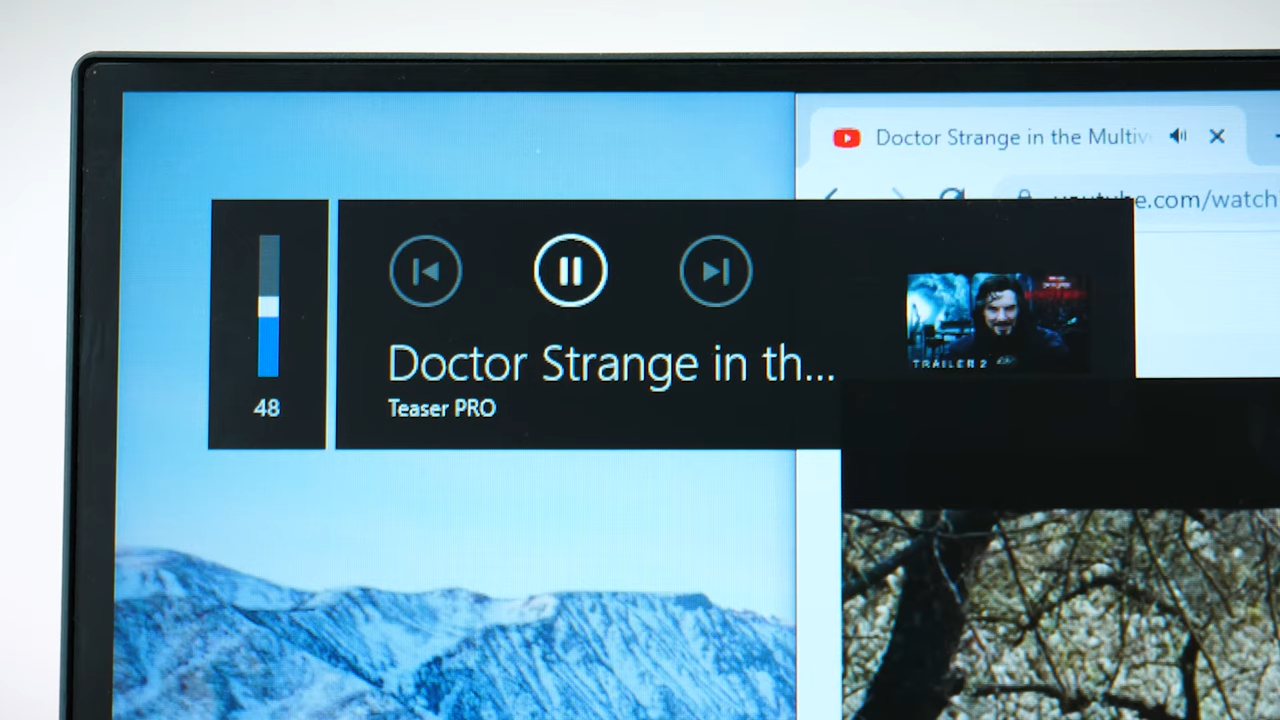 Doctor Strange in the Multiv
youtube.com/watch
48
Doctor Strange in th...
Teaser PRO
TRAILER 2